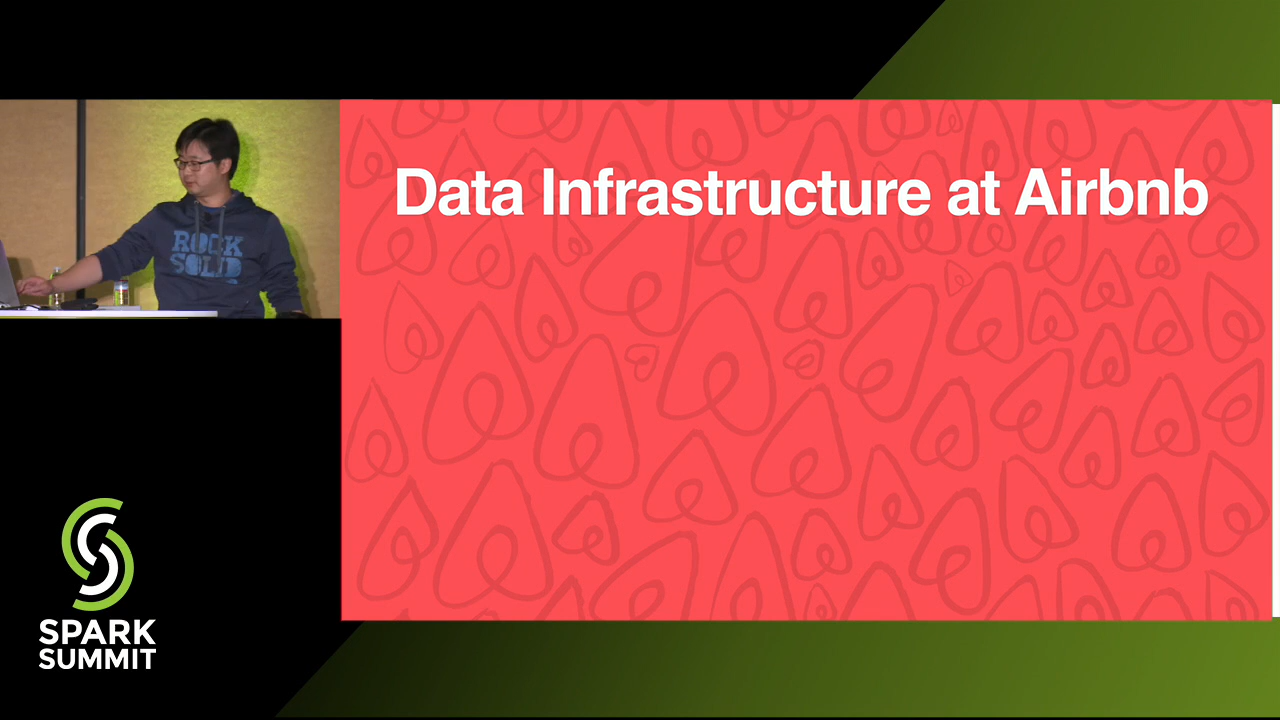 Data Infrastructure at Airbnb
ROCK
SOLID
SPARK
SUMMIT